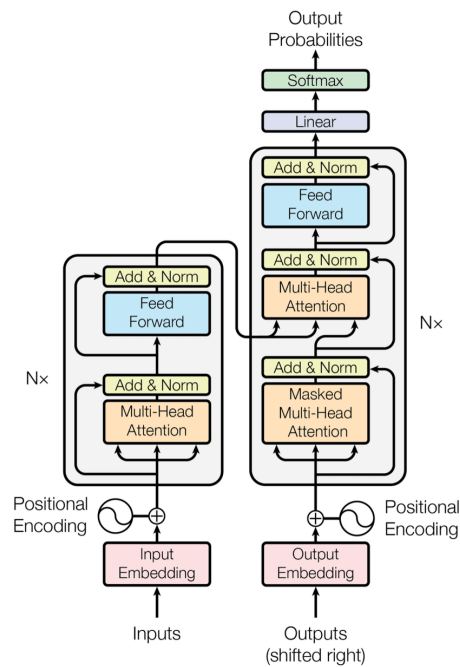 Output
Probabilities
Softmax
Linear
Add & Norm
Feed
Forward
Add & Norm
Multi-Head
Attention
Add & Norm
Masked
Multi-Head
Attention
N×
Add & Norm
Feed
Forward
Add & Norm
Multi-Head
Attention
N×
Positional
Encoding
Positional
Encoding
Input
Embedding
Output
Embedding
Inputs
Outputs
(shifted right)